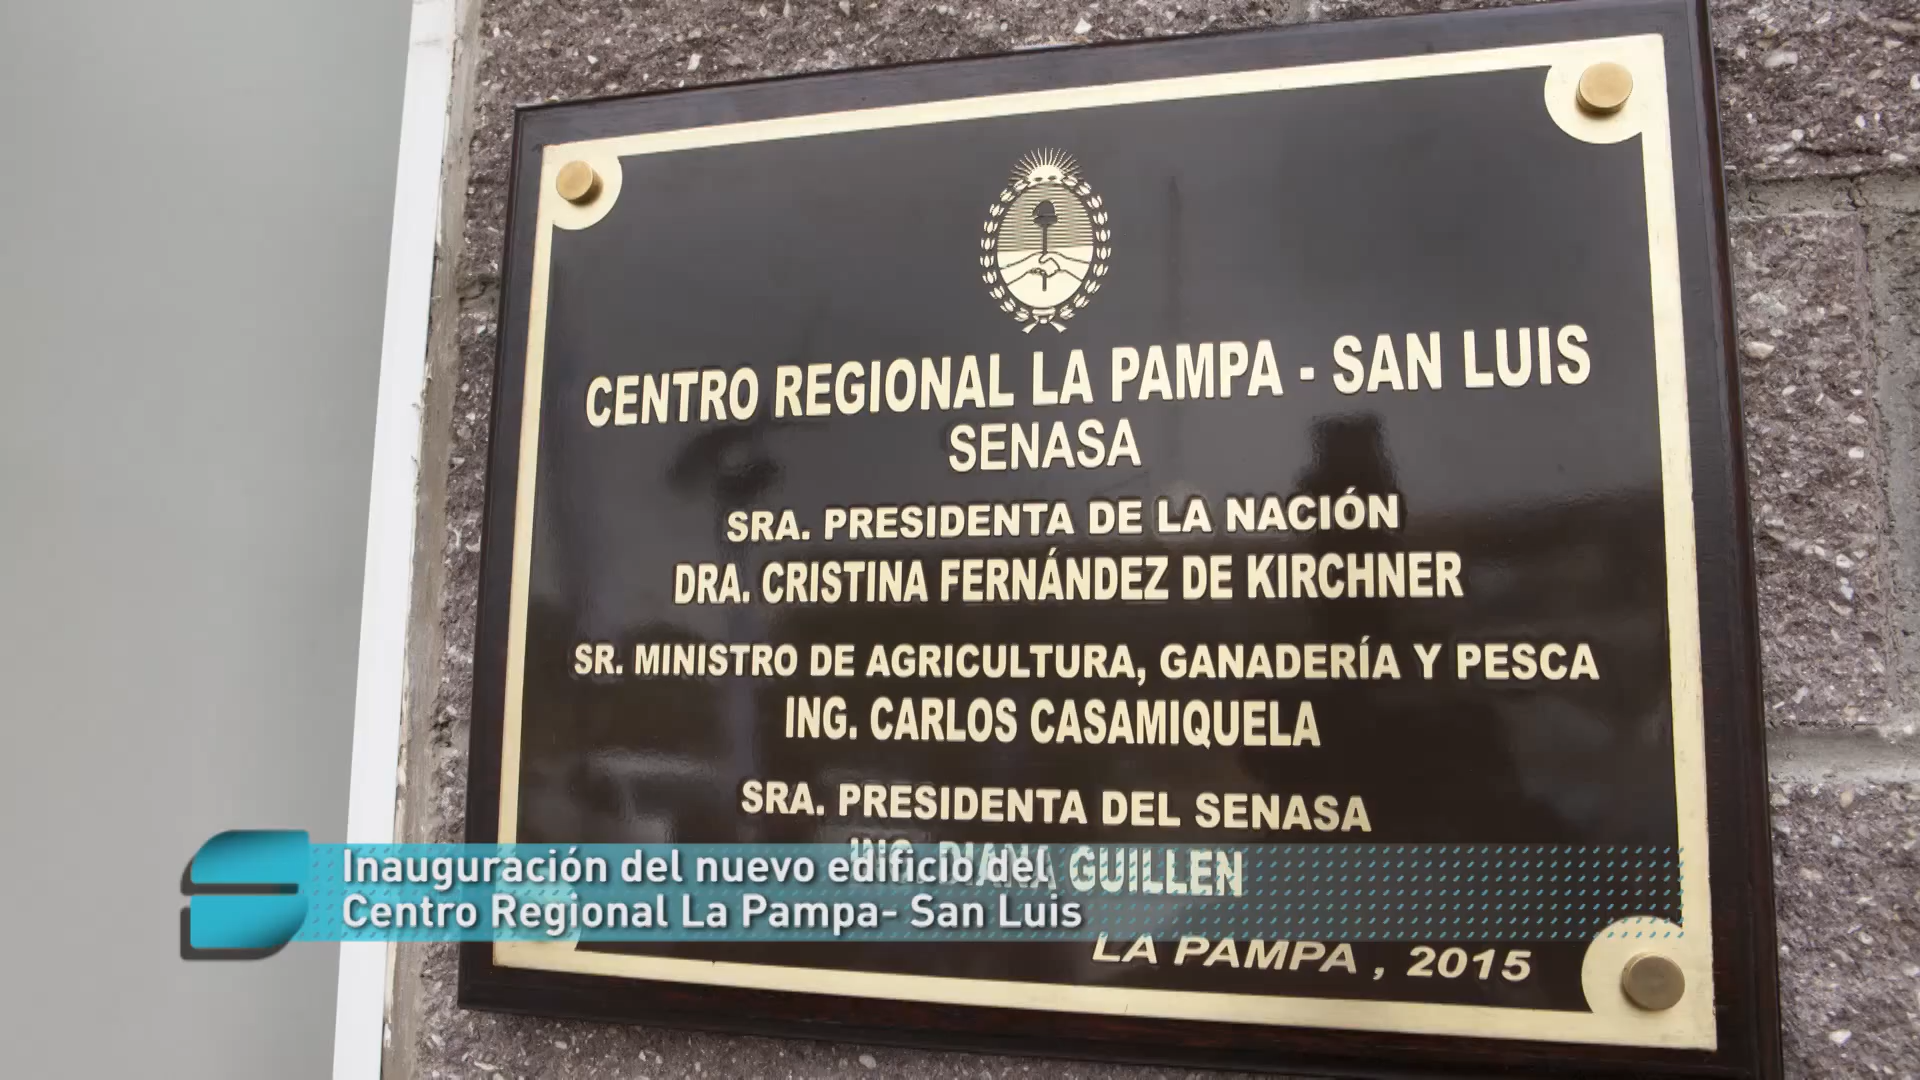 CENTRO REGIONAL LA PAMPA - SAN LUIS
SENASA
SRA. PRESIDENTA DE LA NACIÓN
DRA. CRISTINA FERNÁNDEZ DE KIRCHNER
SR. MINISTRO DE AGRICULTURA, GANADERÍA Y PESCA
ING. CARLOS CASAMIQUELA
SRA. PRESIDENTA DEL SENASA
ING. DIANA GUILLEN
LA PAMPA , 2015
Inauguración del nuevo edificio del
Centro Regional La Pampa- San Luis